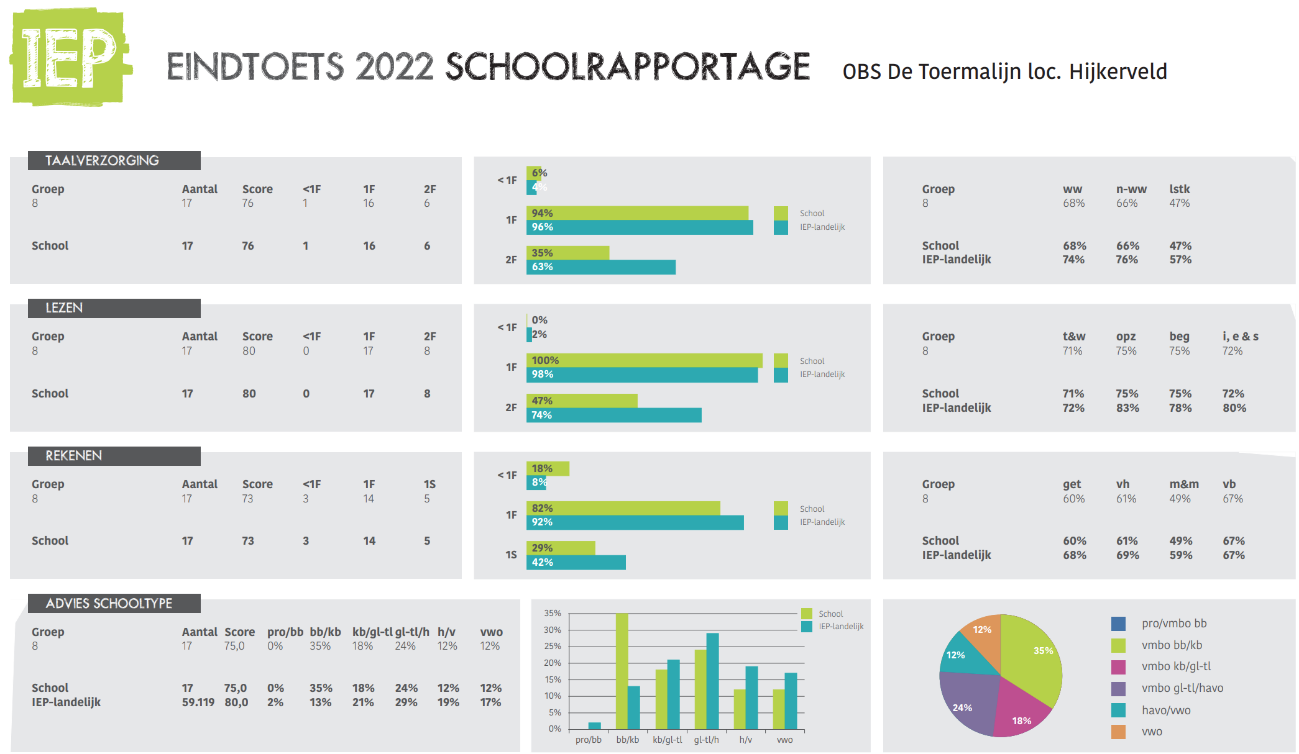 IEP EINDTOETS 2022 SCHOOLRAPPORTAGE OBS De Toermalijn loc. Hijkerveld
TAALVERZORGING
Groep Aantal Score <1F 1F 2F
8 17 76 1 16 6
School 17 76 1 16 6
< 1F 6%
4%
1F 94% School
96% IEP-landelijk
2F 35%
63%
Groep ww n-ww lstk
8 68% 66% 47%
School 68% 66% 47%
IEP-landelijk 74% 76% 57%
LEZEN
Groep Aantal Score <1F 1F 2F
8 17 80 0 17 8
School 17 80 0 17 8
< 1F 0%
2%
1F 100% School
98% IEP-landelijk
2F 47%
74%
Groep t&w opz beg i, e & s
8 71% 75% 75% 72%
School 71% 75% 75% 72%
IEP-landelijk 72% 83% 78% 80%
REKENEN
Groep Aantal Score <1F 1F 1S
8 17 73 3 14 5
School 17 73 3 14 5
< 1F 18%
8%
1F 82% School
92% IEP-landelijk
1S 29%
42%
Groep get vh m&m vb
8 60% 61% 49% 67%
School 60% 61% 49% 67%
IEP-landelijk 68% 69% 59% 67%
ADVIES SCHOOLTYPE
Groep Aantal Score pro/bb bb/kb kb/gl-tl gl-tl/h h/v vwo
8 17 75,0 0% 35% 18% 24% 12% 12%
School 17 75,0 0% 35% 18% 24% 12% 12%
IEP-landelijk 59.119 80,0 2% 13% 21% 29% 19% 17%
35% School
30% IEP-landelijk
25%
20%
15%
10%
5%
0%
pro/bb bb/kb kb/gl-tl gl-tl/h h/v vwo
12% 35%
12%
24% 18%
pro/vmbo bb
vmbo bb/kb
vmbo kb/gl-tl
vmbo gl-tl/havo
havo/vwo
vwo